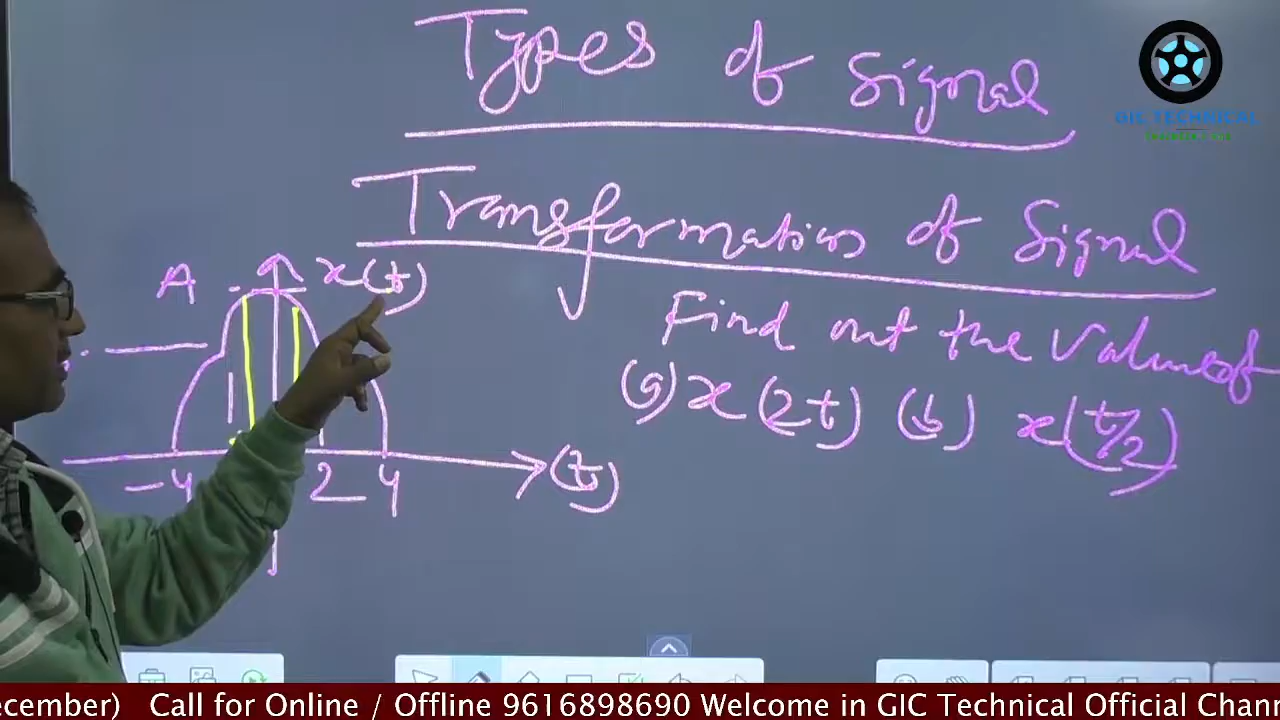 Types of Signal
GIC TECHNICAL
Transformation of Signal
A x(t)
Find out the Value of
(a) x(2t) (b) x(t/2)
-4 2 4 (t)
ecember) Call for Online / Offline 9616898690 Welcome in GIC Technical Official Chann